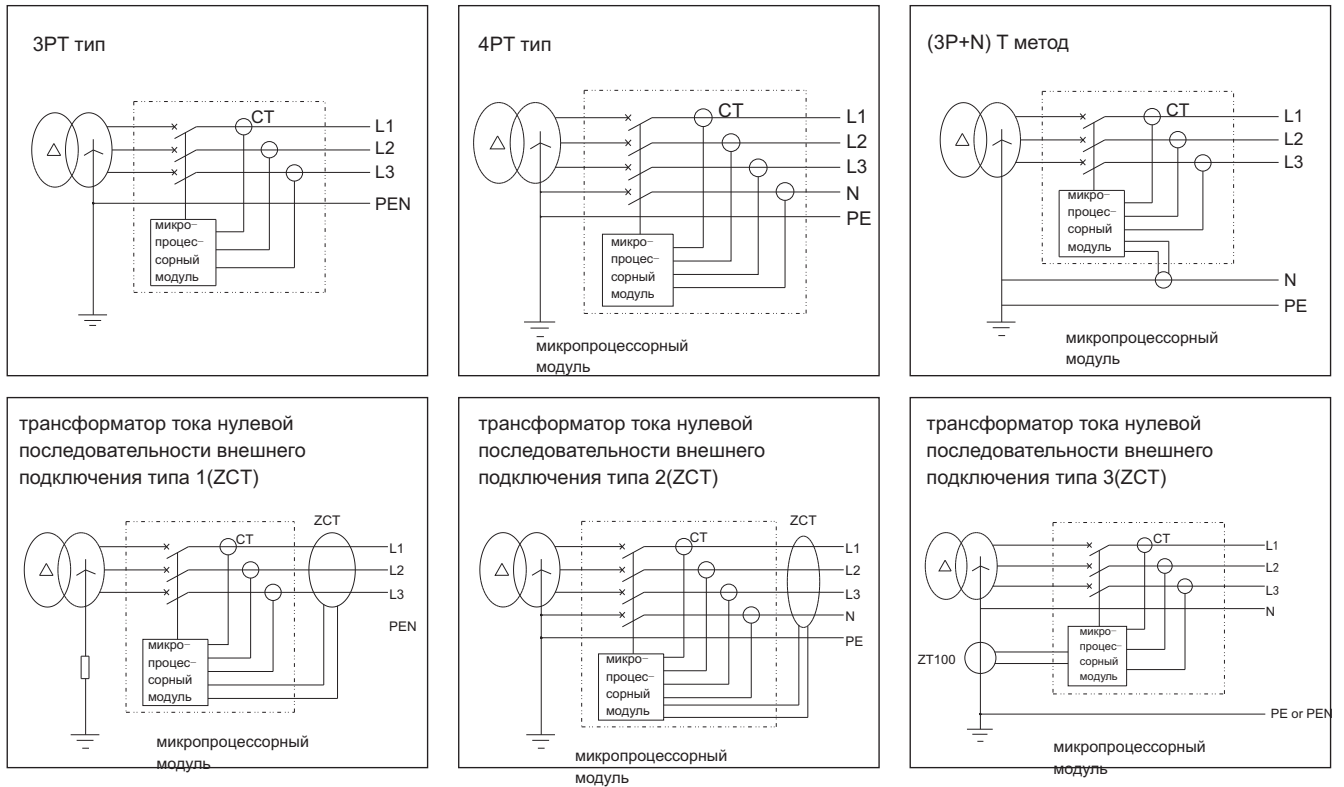 3PT тип
CT
L1
L2
L3
PEN
микро–
процес–
сорный
модуль
4PT тип
CT
L1
L2
L3
N
PE
микро–
процес–
сорный
модуль
микропроцессорный
модуль
(3P+N) T метод
CT
L1
L2
L3
микро–
процес–
сорный
модуль
N
PE
микропроцессорный
модуль
трансформатор тока нулевой
последовательности внешнего
подключения типа 1(ZCT)
ZCT
CT
L1
L2
L3
PEN
микро–
процес–
сорный
модуль
микропроцессорный
модуль
трансформатор тока нулевой
последовательности внешнего
подключения типа 2(ZCT)
ZCT
CT
L1
L2
L3
N
PE
микро–
процес–
сорный
модуль
микропроцессорный
модуль
трансформатор тока нулевой
последовательности внешнего
подключения типа 3(ZCT)
CT
L1
L2
L3
N
микро–
процес–
сорный
модуль
ZT100
PE or PEN
микропроцессорный
модуль